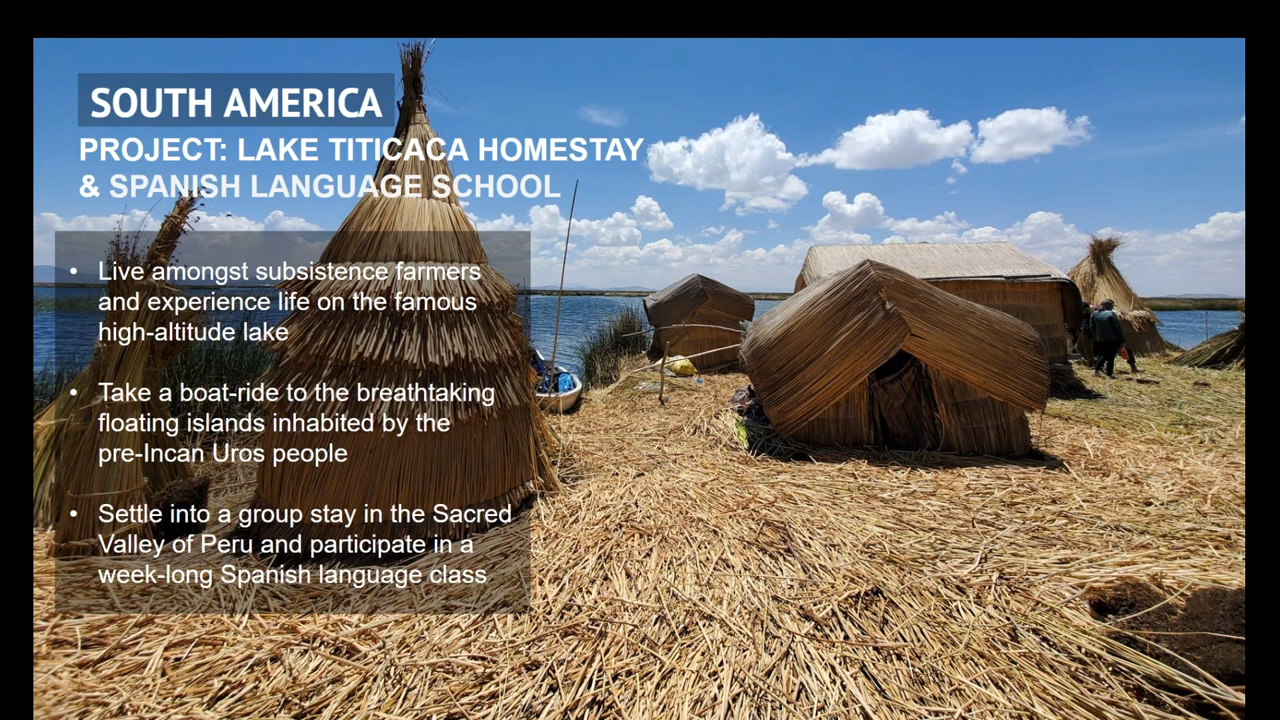 SOUTH AMERICA
PROJECT: LAKE TITICACA HOMESTAY
& SPANISH LANGUAGE SCHOOL
• Live amongst subsistence farmers
and experience life on the famous
high-altitude lake
• Take a boat-ride to the breathtaking
floating islands inhabited by the
pre-Incan Uros people
• Settle into a group stay in the Sacred
Valley of Peru and participate in a
week-long Spanish language class